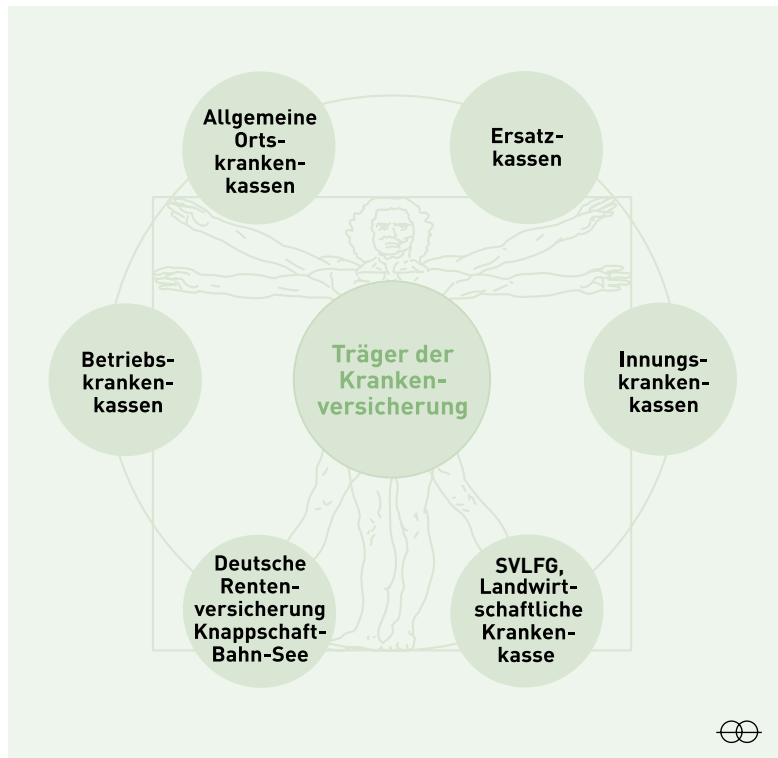 Allgemeine
Orts-
kranken-
kassen
Ersatz-
kassen
Betriebs-
kranken-
kassen
Träger der
Kranken-
versicherung
Innungs-
kranken-
kassen
Deutsche
Renten-
versicherung
Knappschaft-
Bahn-See
SVLFG,
Landwirt-
schaftliche
Kranken-
kasse